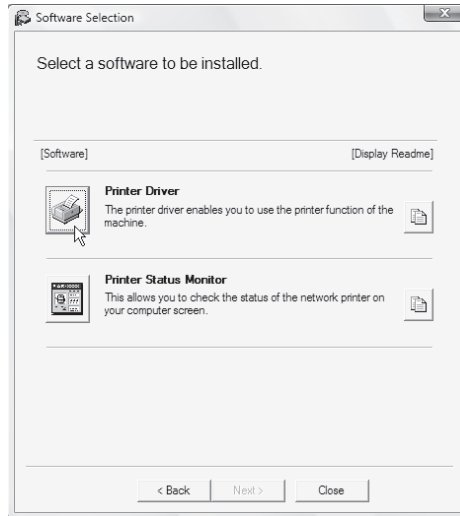 Software Selection
Select a software to be installed.
[Software] [Display Readme]
Printer Driver
The printer driver enables you to use the printer function of the
machine.
Printer Status Monitor
This allows you to check the status of the network printer on
your computer screen.
< Back Next > Close